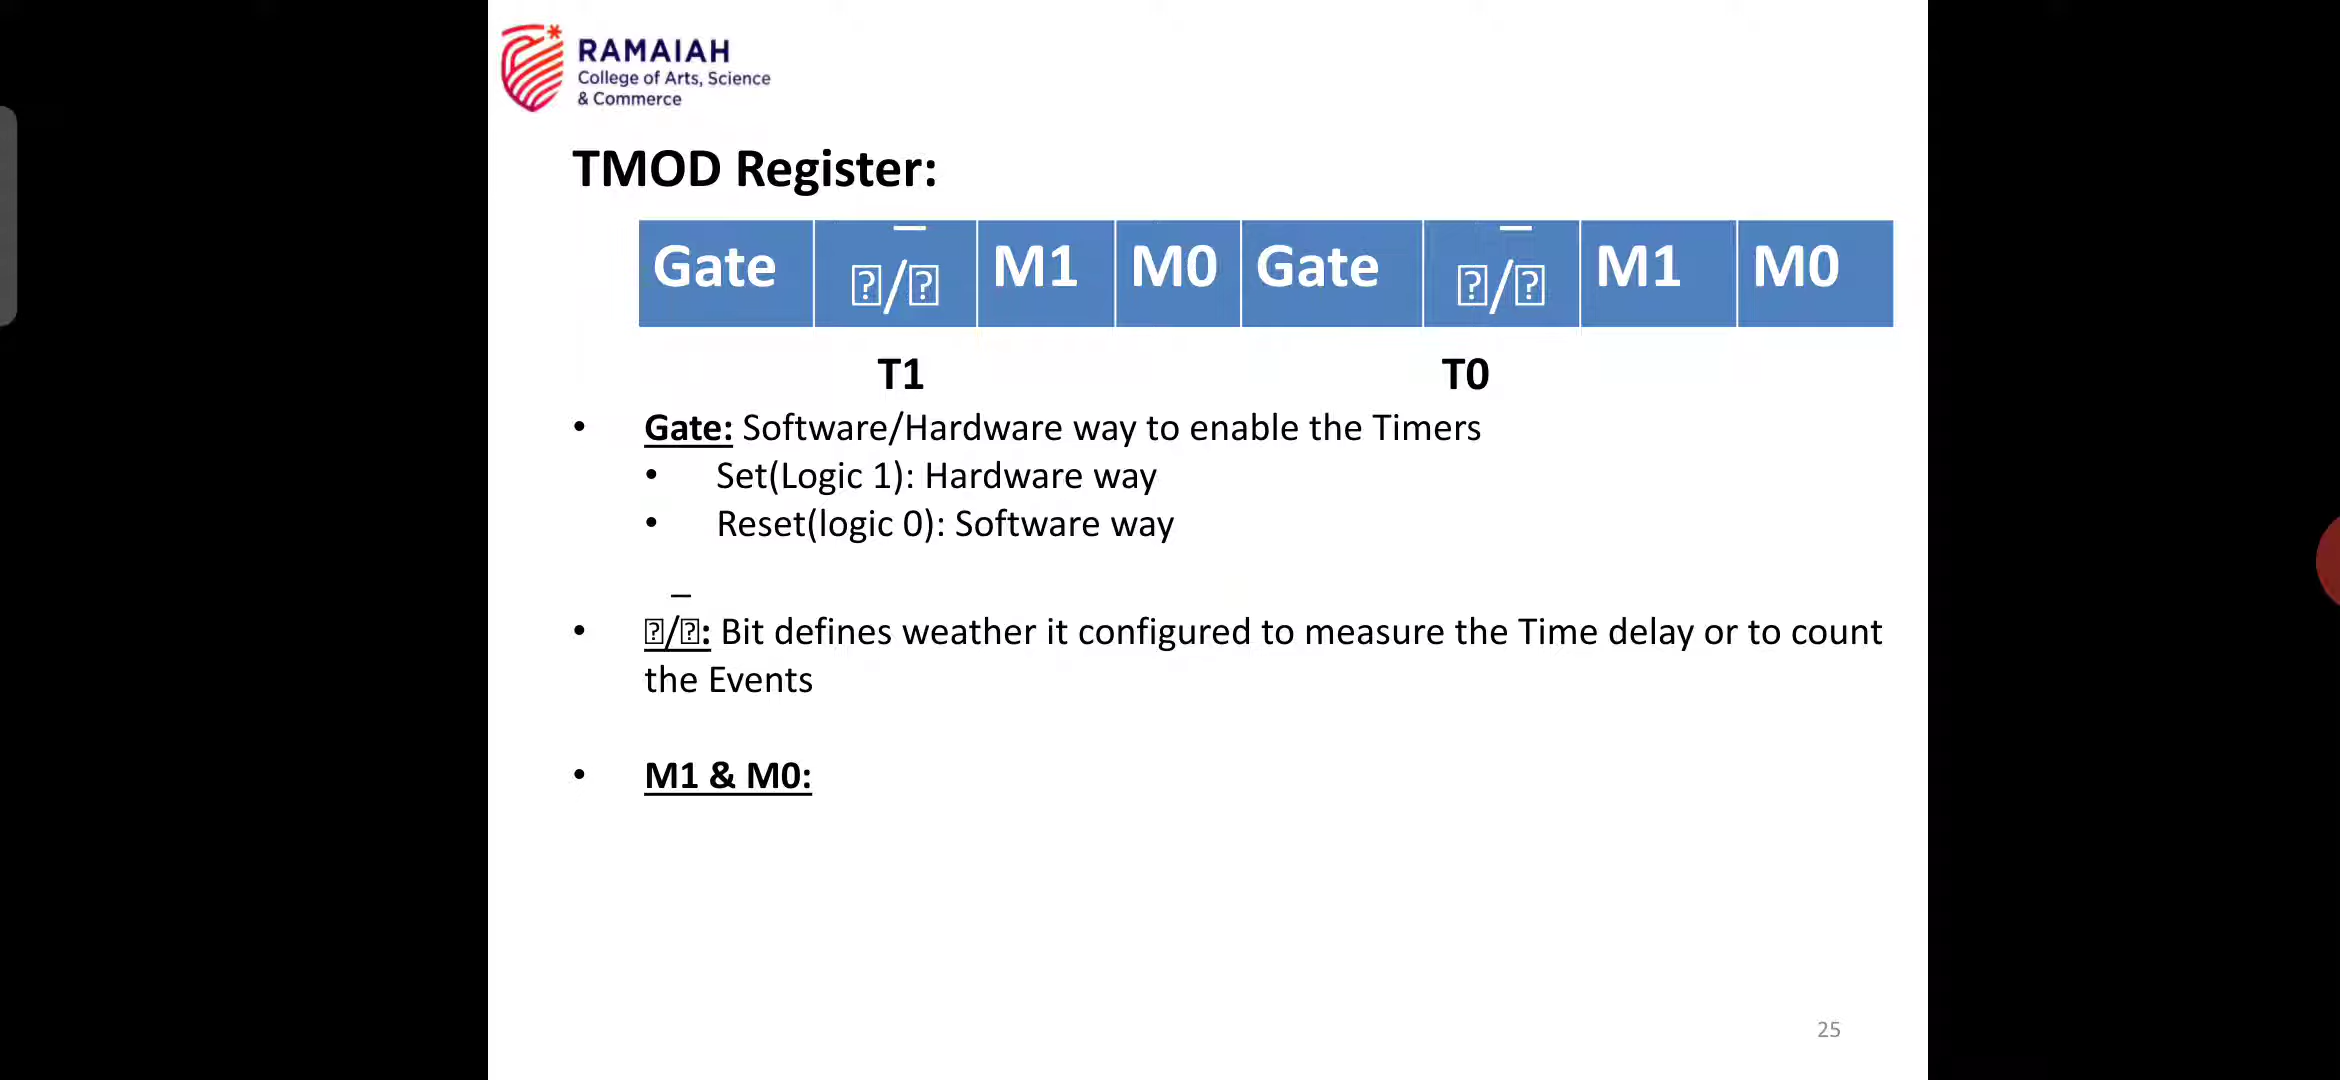 RAMAIAH
College of Arts, Science
& Commerce
TMOD Register:
Gate /  M1 M0 Gate /  M1 M0
T1 T0
• Gate: Software/Hardware way to enable the Timers
• Set(Logic 1): Hardware way
• Reset(logic 0): Software way
• /: Bit defines weather it configured to measure the Time delay or to count
the Events
• M1 & M0:
25